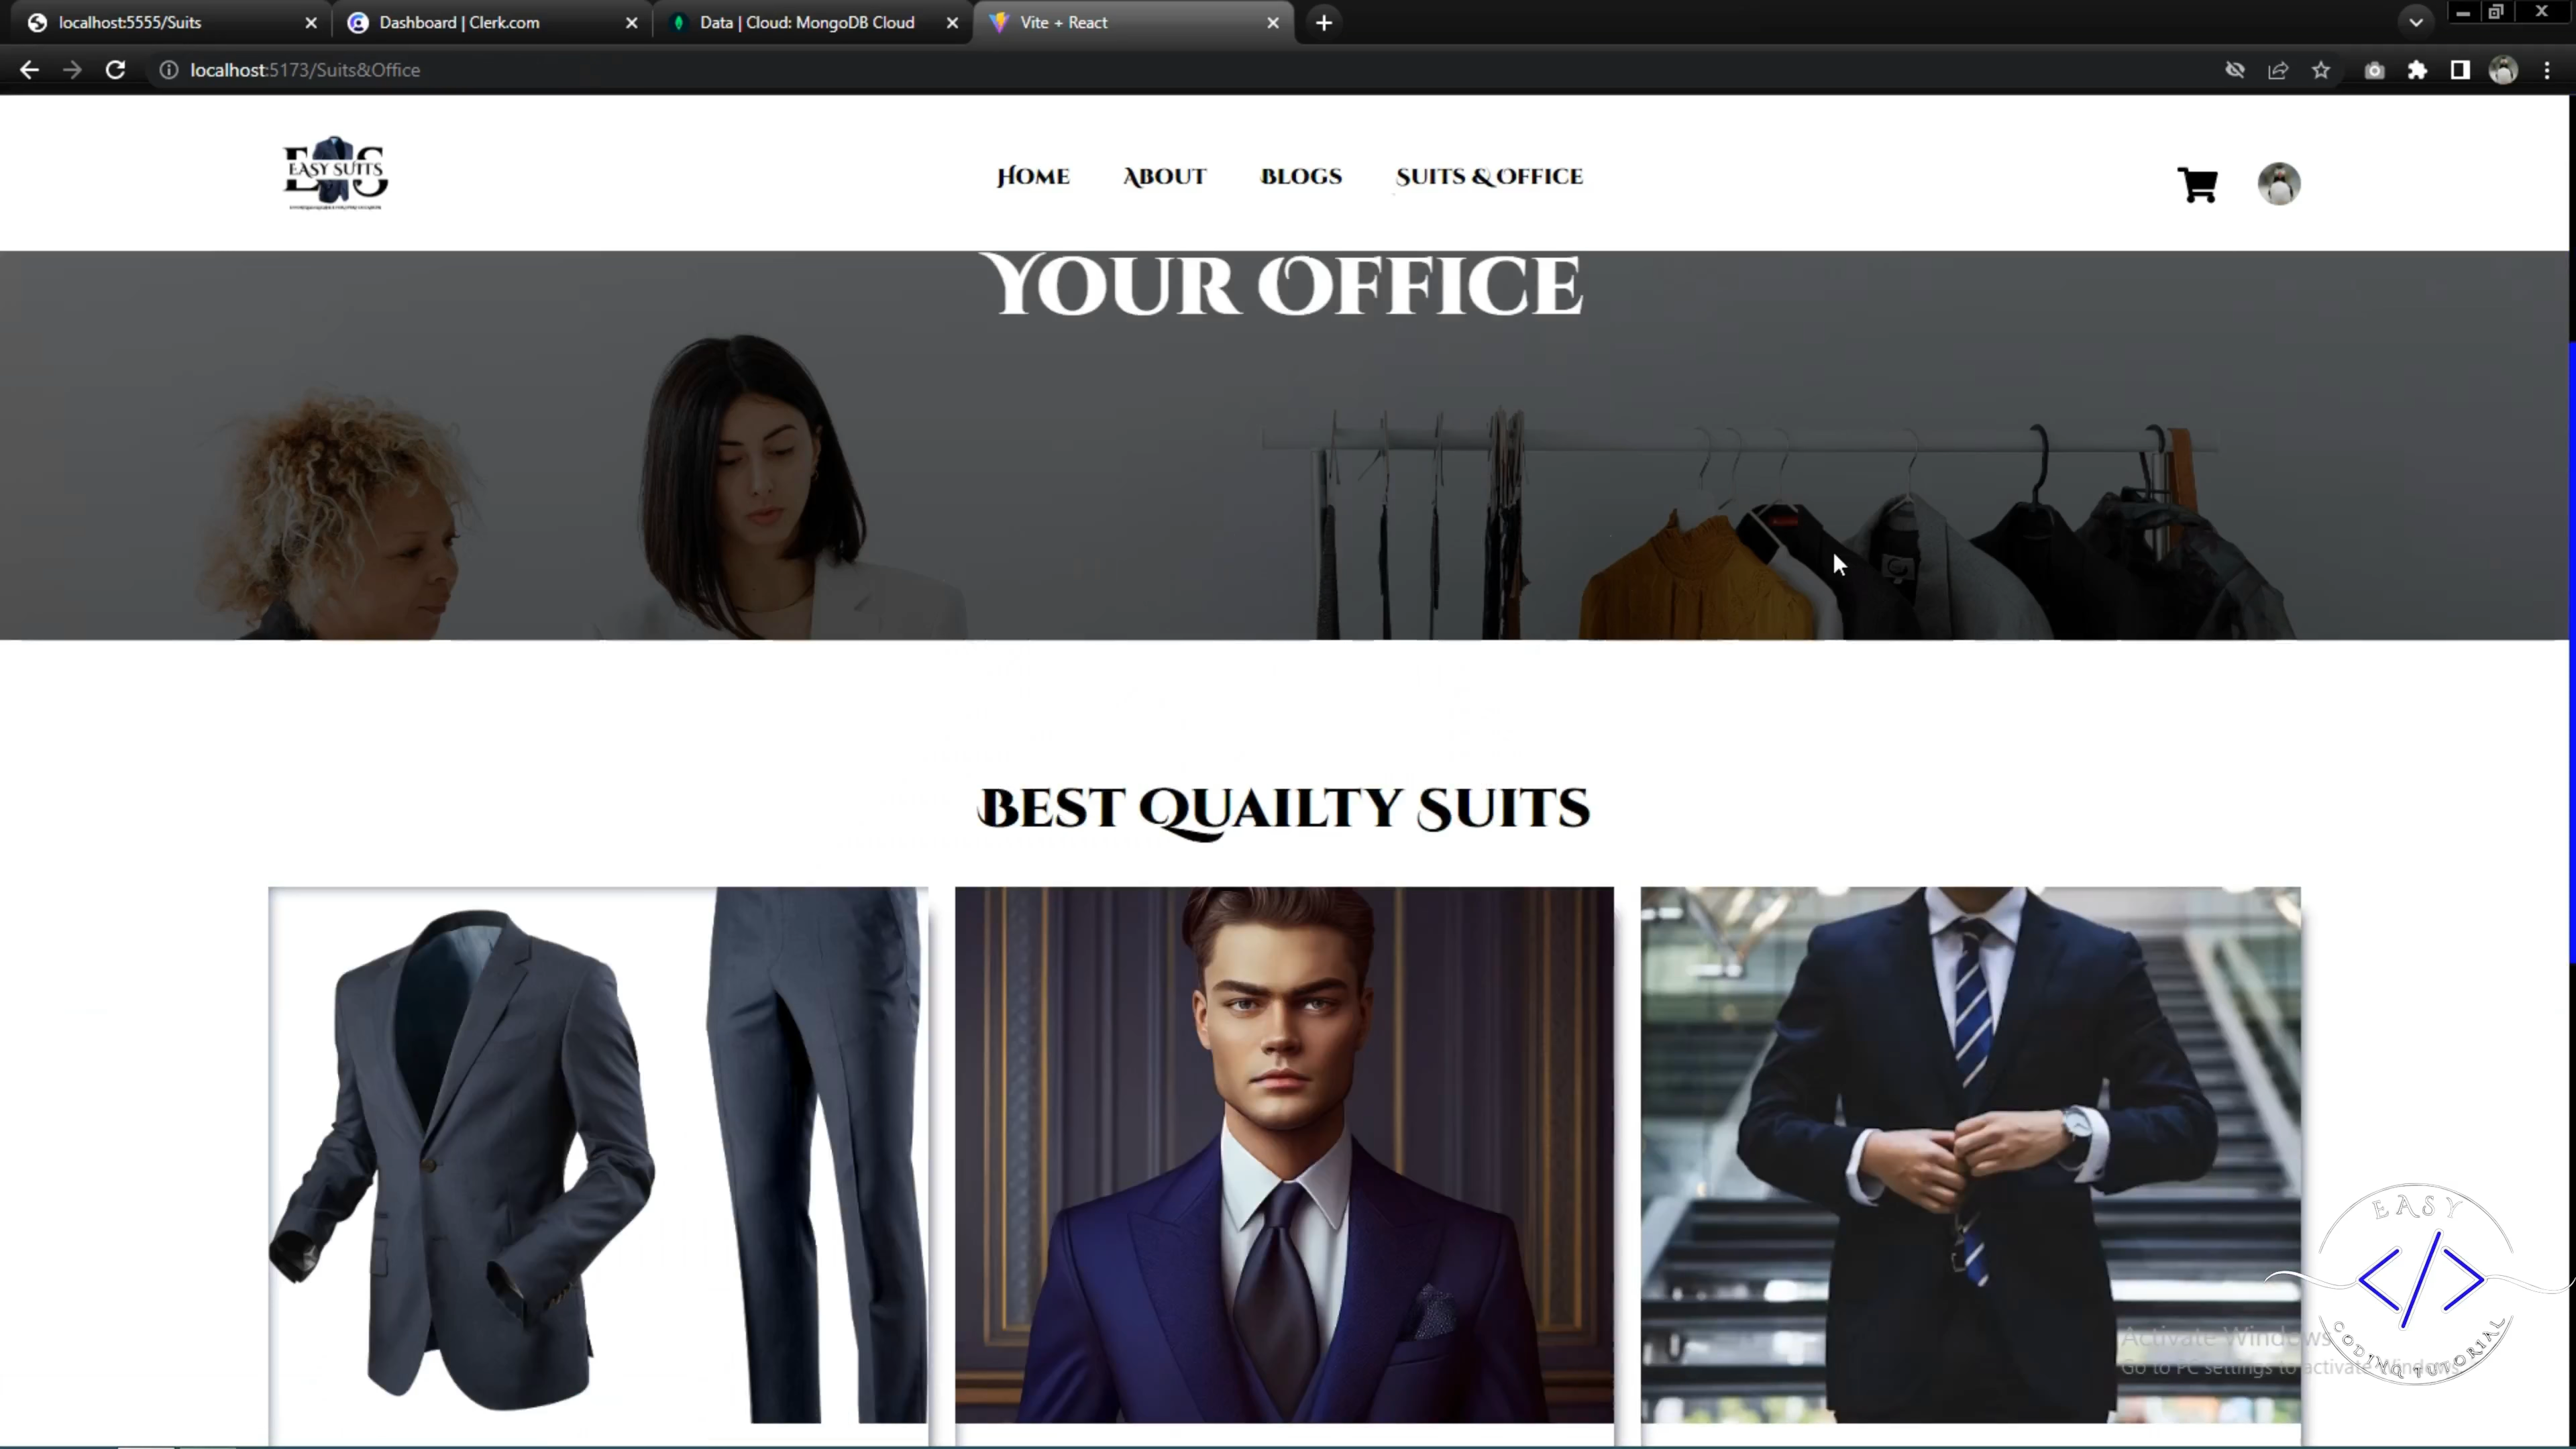 localhost:5555/Suits
Dashboard | Clerk.com
Data | Cloud: MongoDB Cloud
Vite + React
localhost:5173/Suits&Office
EASY SUITS
HOME
ABOUT
BLOGS
SUITS & OFFICE
YOUR OFFICE
BEST QUAILTY SUITS
EASY
CODING TUTORIAL
Activate Windows
Go to PC settings to activate Windows.